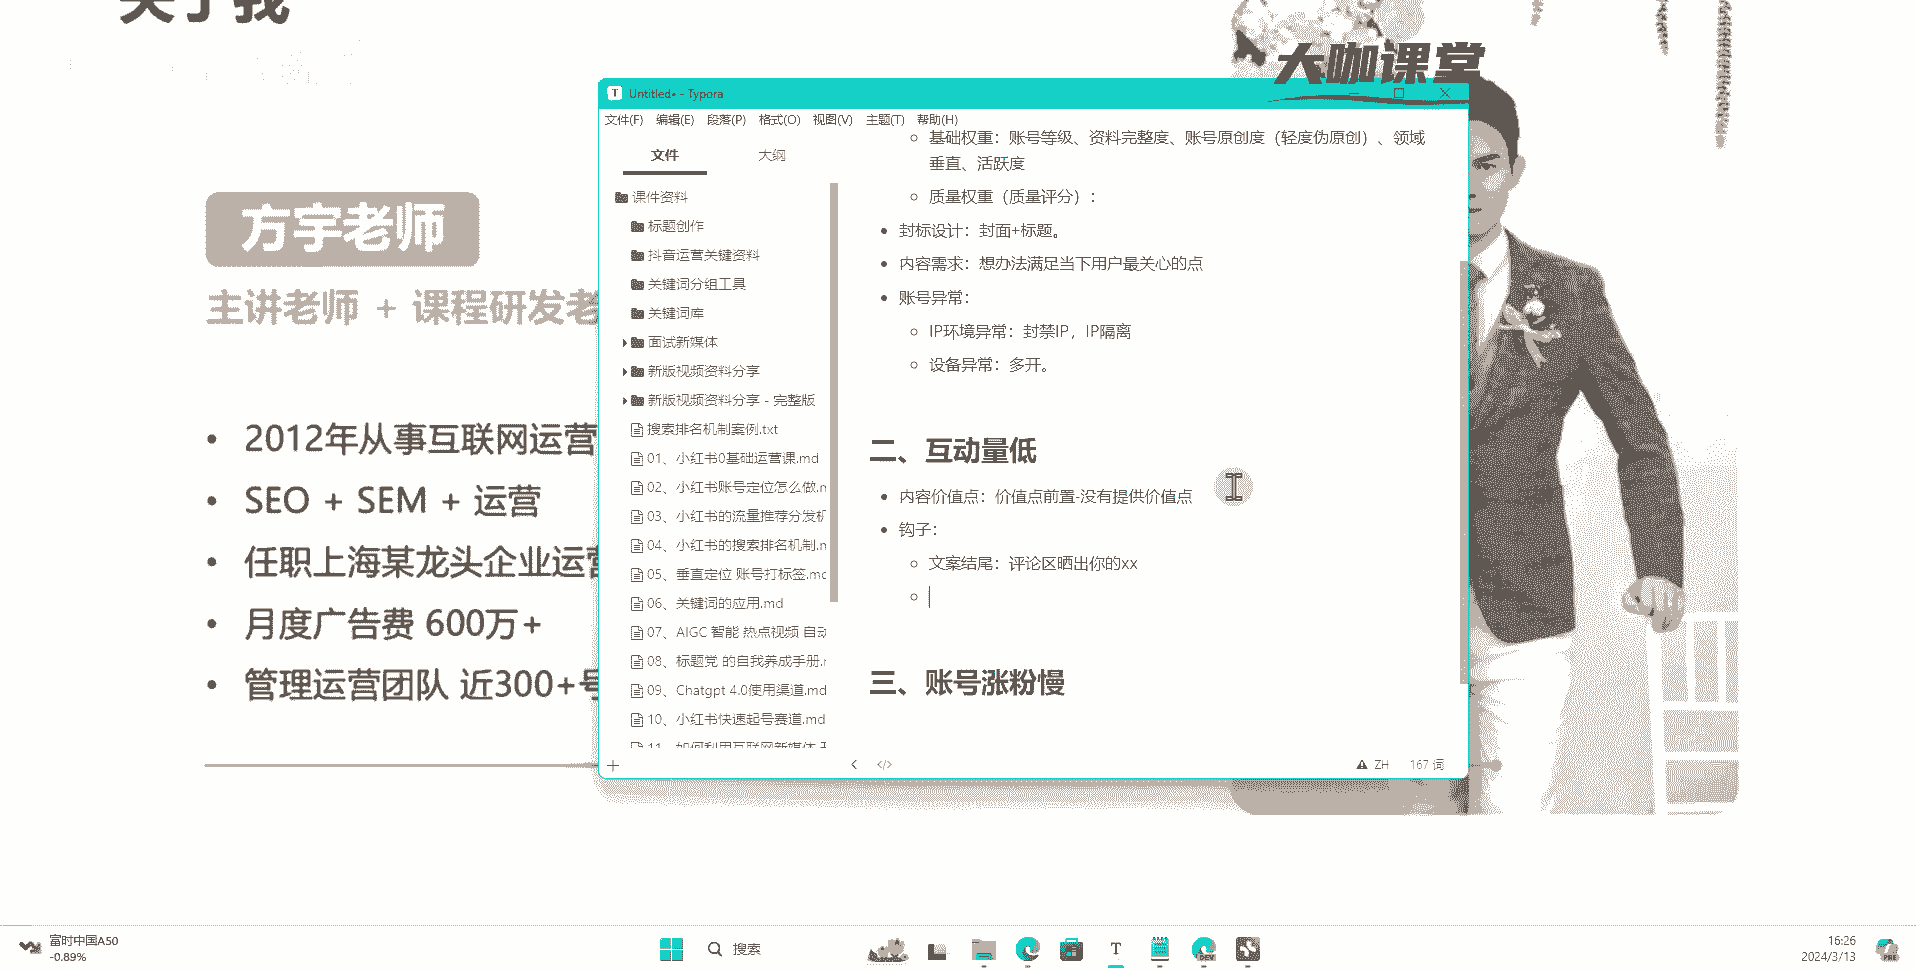 关于我
大咖课堂
方宇老师
主讲老师 + 课程研发老
• 2012年从事互联网运营
• SEO + SEM + 运营
• 任职上海某龙头企业运营
• 月度广告费 600万+
• 管理运营团队 近300+号
Untitled• - Typora
文件(F) 编辑(E) 段落(P) 格式(O) 视图(V) 主题(T) 帮助(H)
文件 大纲
课件资料
标题创作
抖音运营关键资料
关键词分组工具
关键词库
面试新媒体
新版视频资料分享
新版视频资料分享 - 完整版
搜索排名机制案例.txt
01、小红书0基础运营课.md
02、小红书账号定位怎么做.m
03、小红书的流量推荐分发机
04、小红书的搜索排名机制.m
05、垂直定位 账号打标签.md
06、关键词的应用.md
07、AIGC 智能 热点视频 自动
08、标题党 的自我养成手册.m
09、Chatgpt 4.0使用渠道.md
10、小红书快速起号赛道.md
11、如何利用互联网新媒体
基础权重：账号等级、资料完整度、账号原创度（轻度伪原创）、领域
垂直、活跃度
质量权重（质量评分）：
• 封标设计：封面+标题。
• 内容需求：想办法满足当下用户最关心的点
• 账号异常：
IP环境异常：封禁IP，IP隔离
设备异常：多开。
二、互动量低
• 内容价值点：价值点前置-没有提供价值点
• 钩子：
文案结尾：评论区晒出你的xx
三、账号涨粉慢
ZH 167 词
富时中国A50
-0.89%
搜索
T
DEV
16:26
2024/3/13
PRE